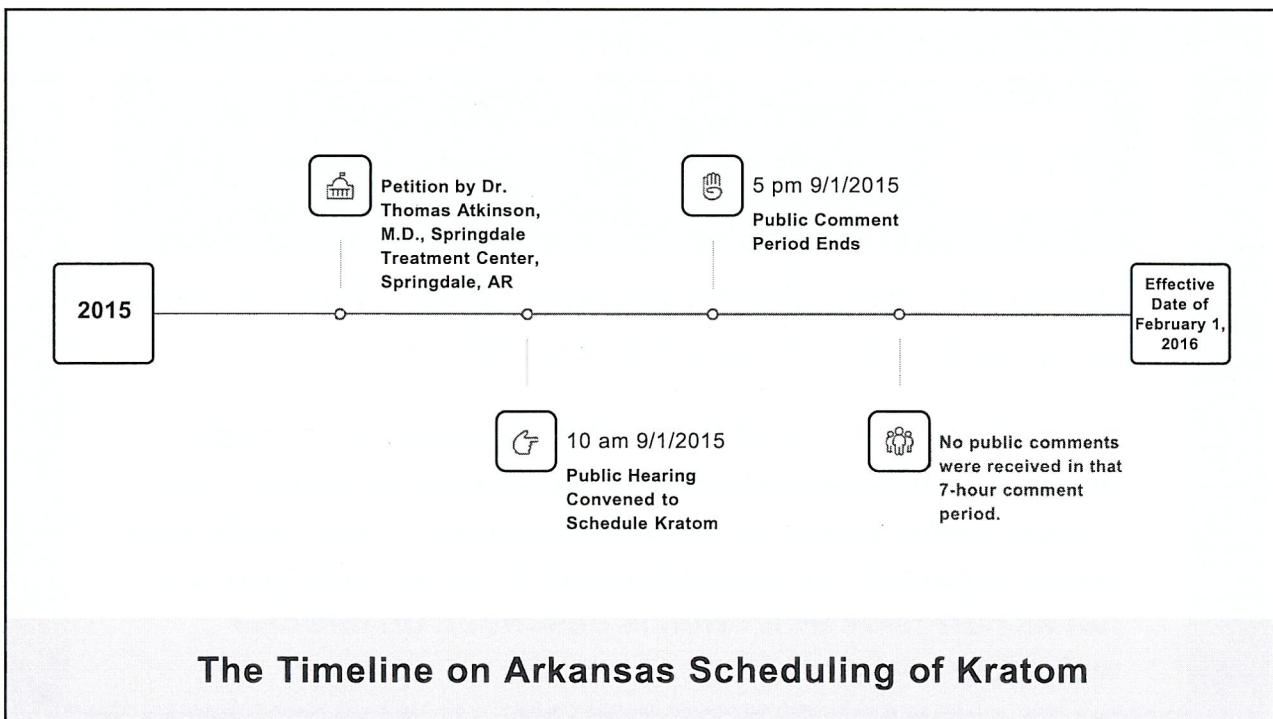 2015
Petition by Dr.
Thomas Atkinson,
M.D., Springdale
Treatment Center,
Springdale, AR
10 am 9/1/2015
Public Hearing
Convened to
Schedule Kratom
5 pm 9/1/2015
Public Comment
Period Ends
No public comments
were received in that
7-hour comment
period.
Effective
Date of
February 1,
2016
The Timeline on Arkansas Scheduling of Kratom